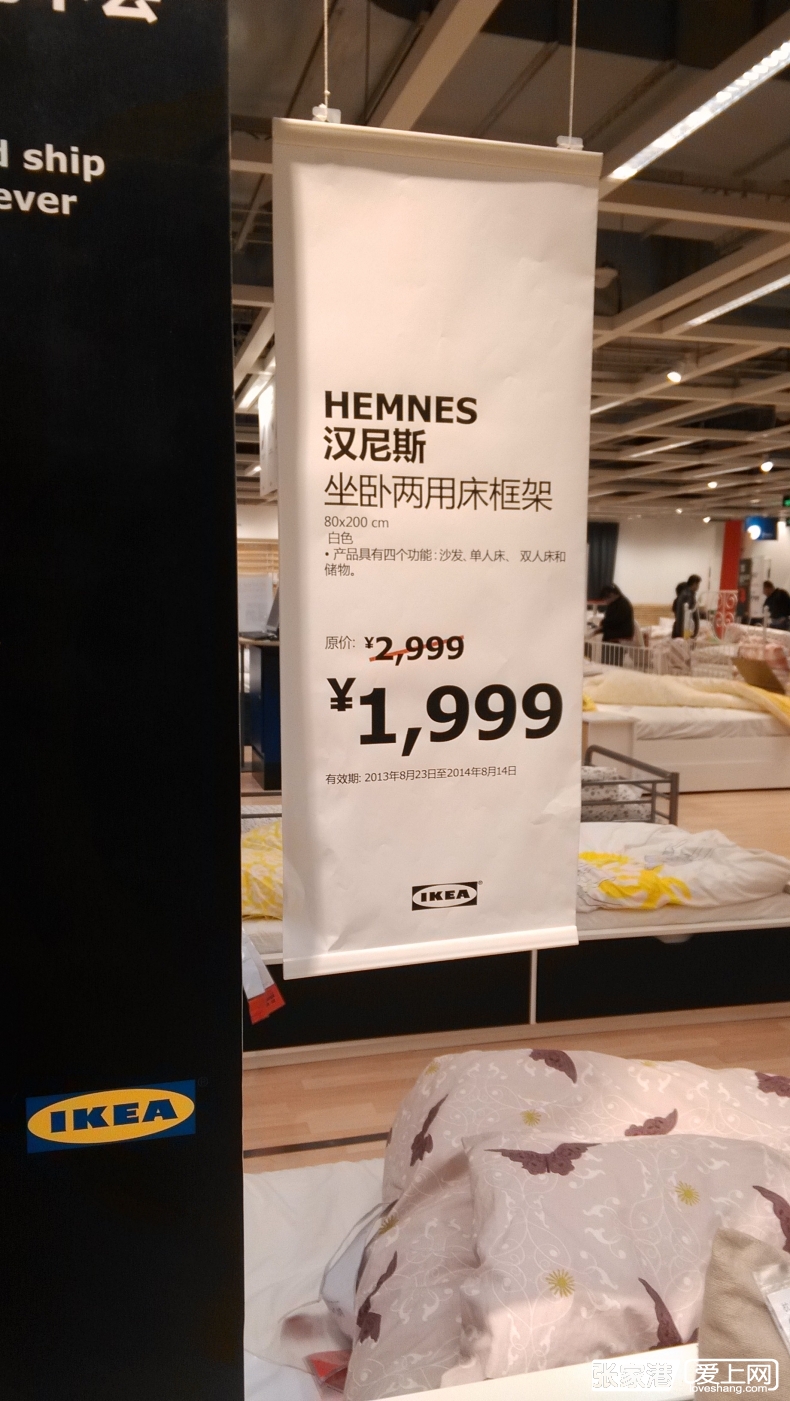 d ship
ever
HEMNES
汉尼斯
坐卧两用床框架
80x200 cm
白色
• 产品具有四个功能: 沙发、单人床、 双人床和
储物。
原价: ¥2,999
¥1,999
有效期: 2013年8月23日至2014年8月14日
IKEA
IKEA
张家港 爱上网
loveshang.com